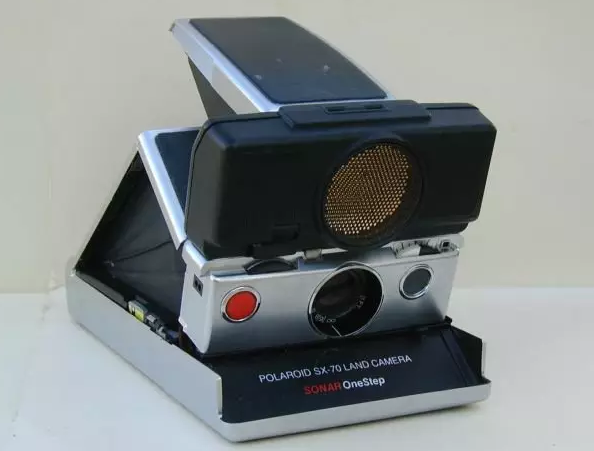 POLAROID SX-70 LAND CAMERA
SONAR OneStep